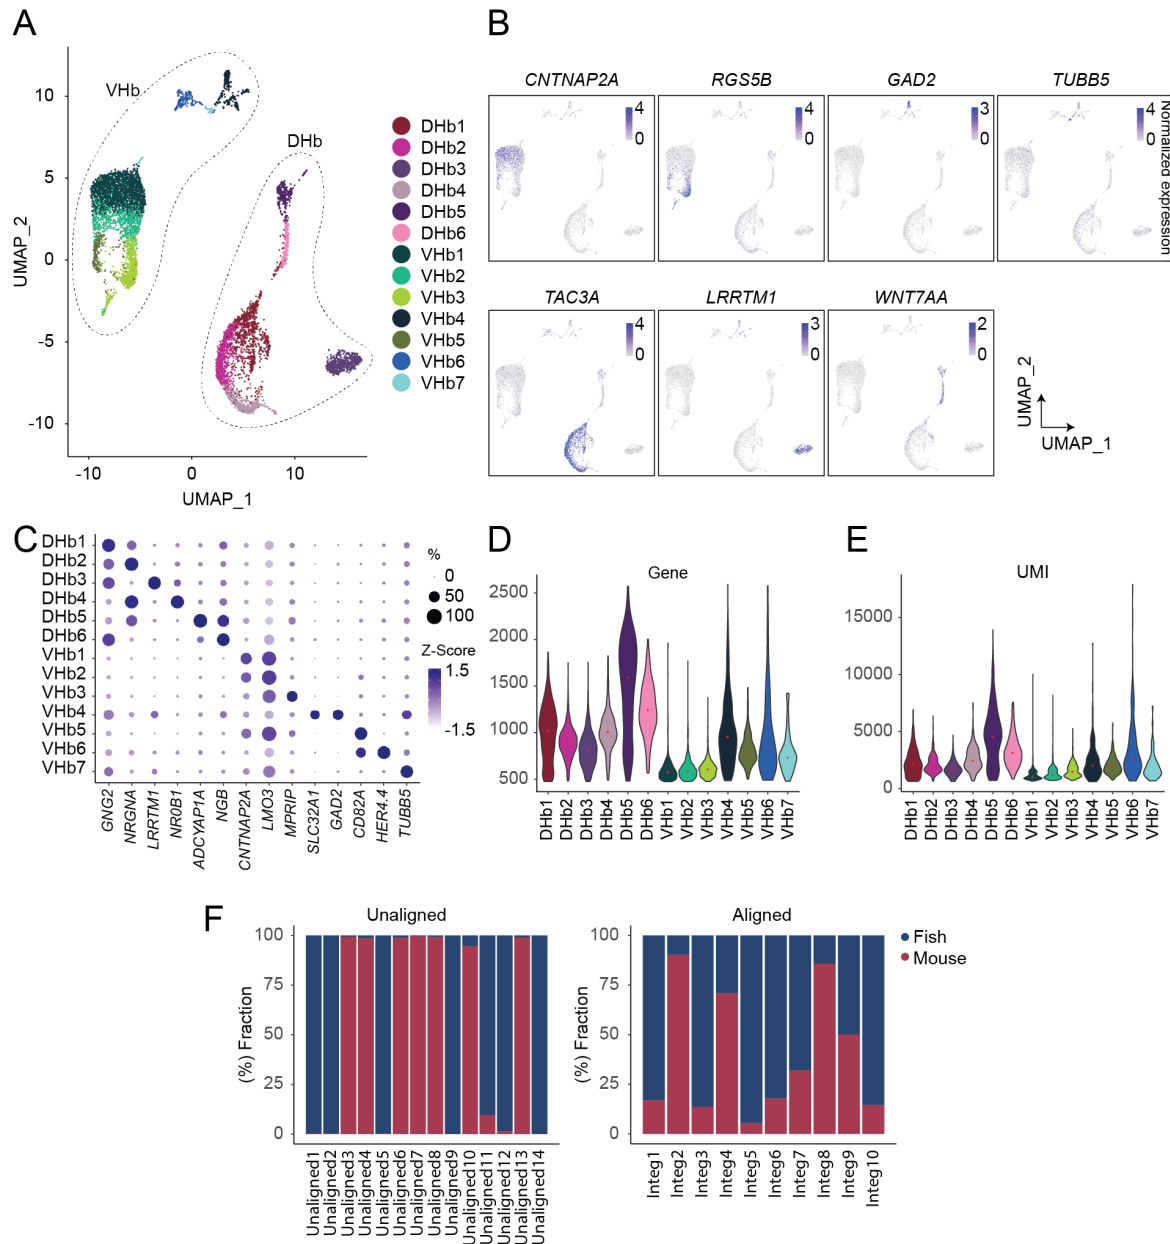 A
10
5
0
-5
-10
UMAP_2
-10
0
10
UMAP_1
VHb
DHb
DHb1
DHb2
DHb3
DHb4
DHb5
DHb6
VHb1
VHb2
VHb3
VHb4
VHb5
VHb6
VHb7
B
CNTNAP2A
RGS5B
GAD2
TUBB5
4
0
4
0
3
0
4
0
Normalized expression
TAC3A
LRRTM1
WNT7AA
4
0
3
0
2
0
UMAP_2
UMAP_1
C
DHb1
DHb2
DHb3
DHb4
DHb5
DHb6
VHb1
VHb2
VHb3
VHb4
VHb5
VHb6
VHb7
GNG2
NRGNA
LRRTM1
NR0B1
ADCYAP1A
NGB
CNTNAP2A
LMO3
MPRIP
SLC32A1
GAD2
CD82A
HER4.4
TUBB5
%
0
50
100
Z-Score
1.5
-1.5
D
Gene
2500
2000
1500
1000
500
DHb1
DHb2
DHb3
DHb4
DHb5
DHb6
VHb1
VHb2
VHb3
VHb4
VHb5
VHb6
VHb7
E
UMI
15000
10000
5000
0
DHb1
DHb2
DHb3
DHb4
DHb5
DHb6
VHb1
VHb2
VHb3
VHb4
VHb5
VHb6
VHb7
F
Unaligned
(%) Fraction
100
75
50
25
0
Unaligned1
Unaligned2
Unaligned3
Unaligned4
Unaligned5
Unaligned6
Unaligned7
Unaligned8
Unaligned9
Unaligned10
Unaligned11
Unaligned12
Unaligned13
Unaligned14
Aligned
(%) Fraction
100
75
50
25
0
Integ1
Integ2
Integ3
Integ4
Integ5
Integ6
Integ7
Integ8
Integ9
Integ10
Fish
Mouse